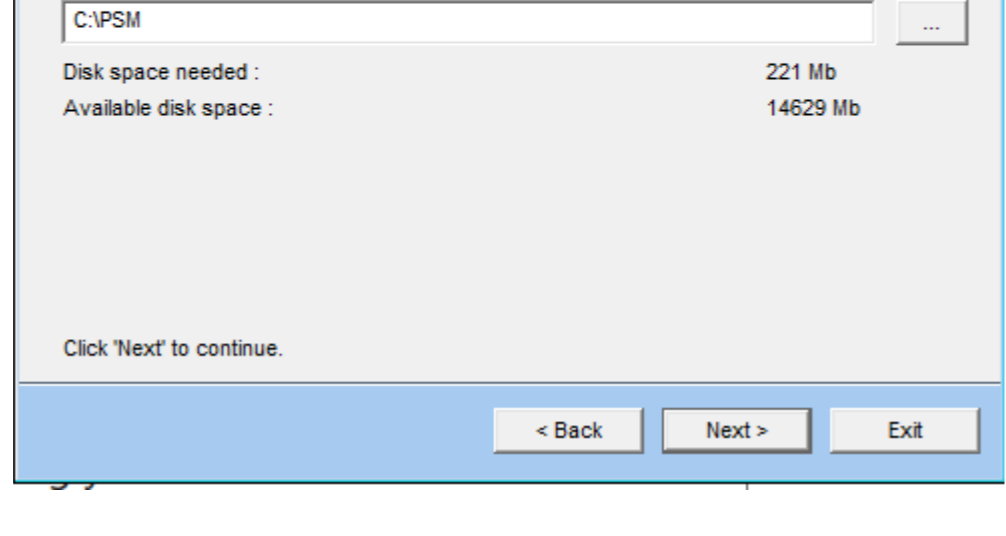 C:\PSM
...
Disk space needed : 221 Mb
Available disk space : 14629 Mb
Click 'Next' to continue.
< Back Next > Exit